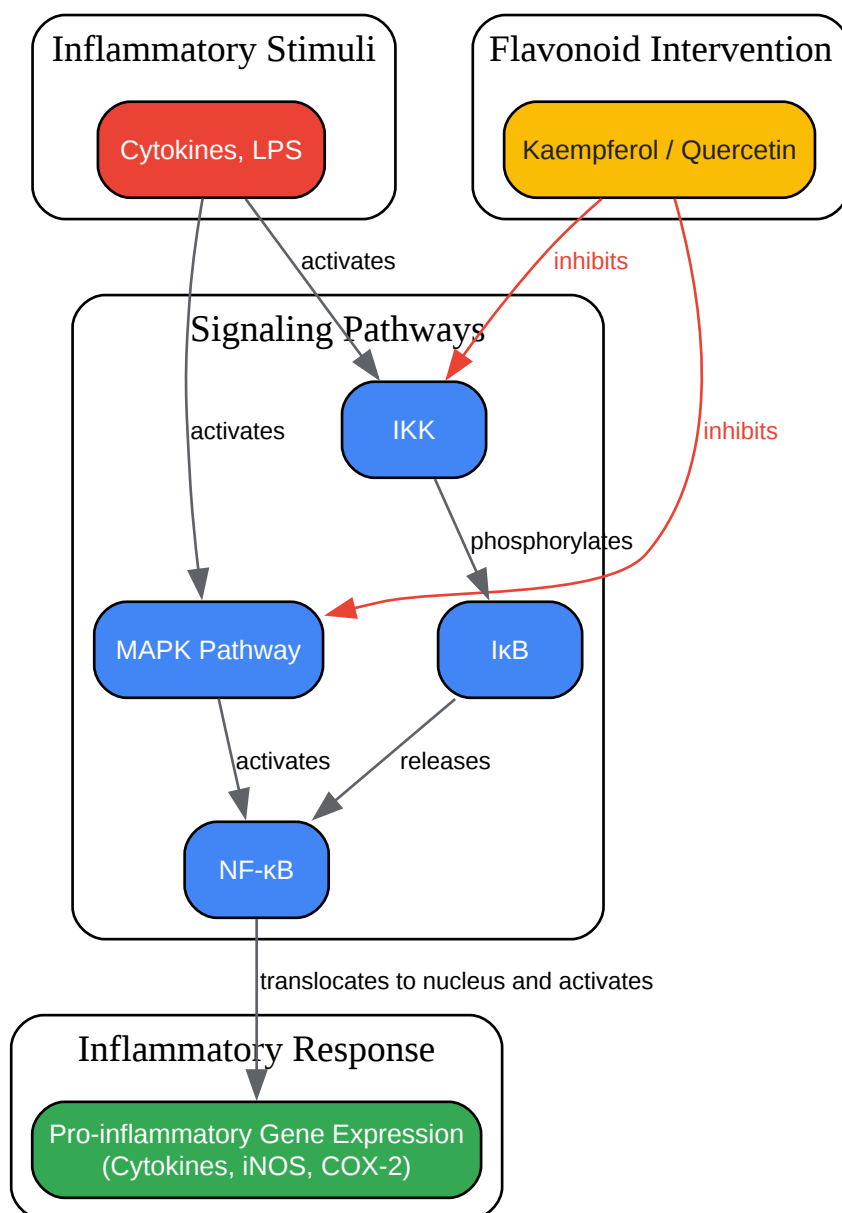 Inflammatory Stimuli
Flavonoid Intervention
Cytokines, LPS
Kaempferol / Quercetin
activates
inhibits
Signaling Pathways
IKK
activates
inhibits
phosphorylates
MAPK Pathway
IκB
activates
releases
NF-κB
translocates to nucleus and activates
Inflammatory Response
Pro-inflammatory Gene Expression
(Cytokines, iNOS, COX-2)